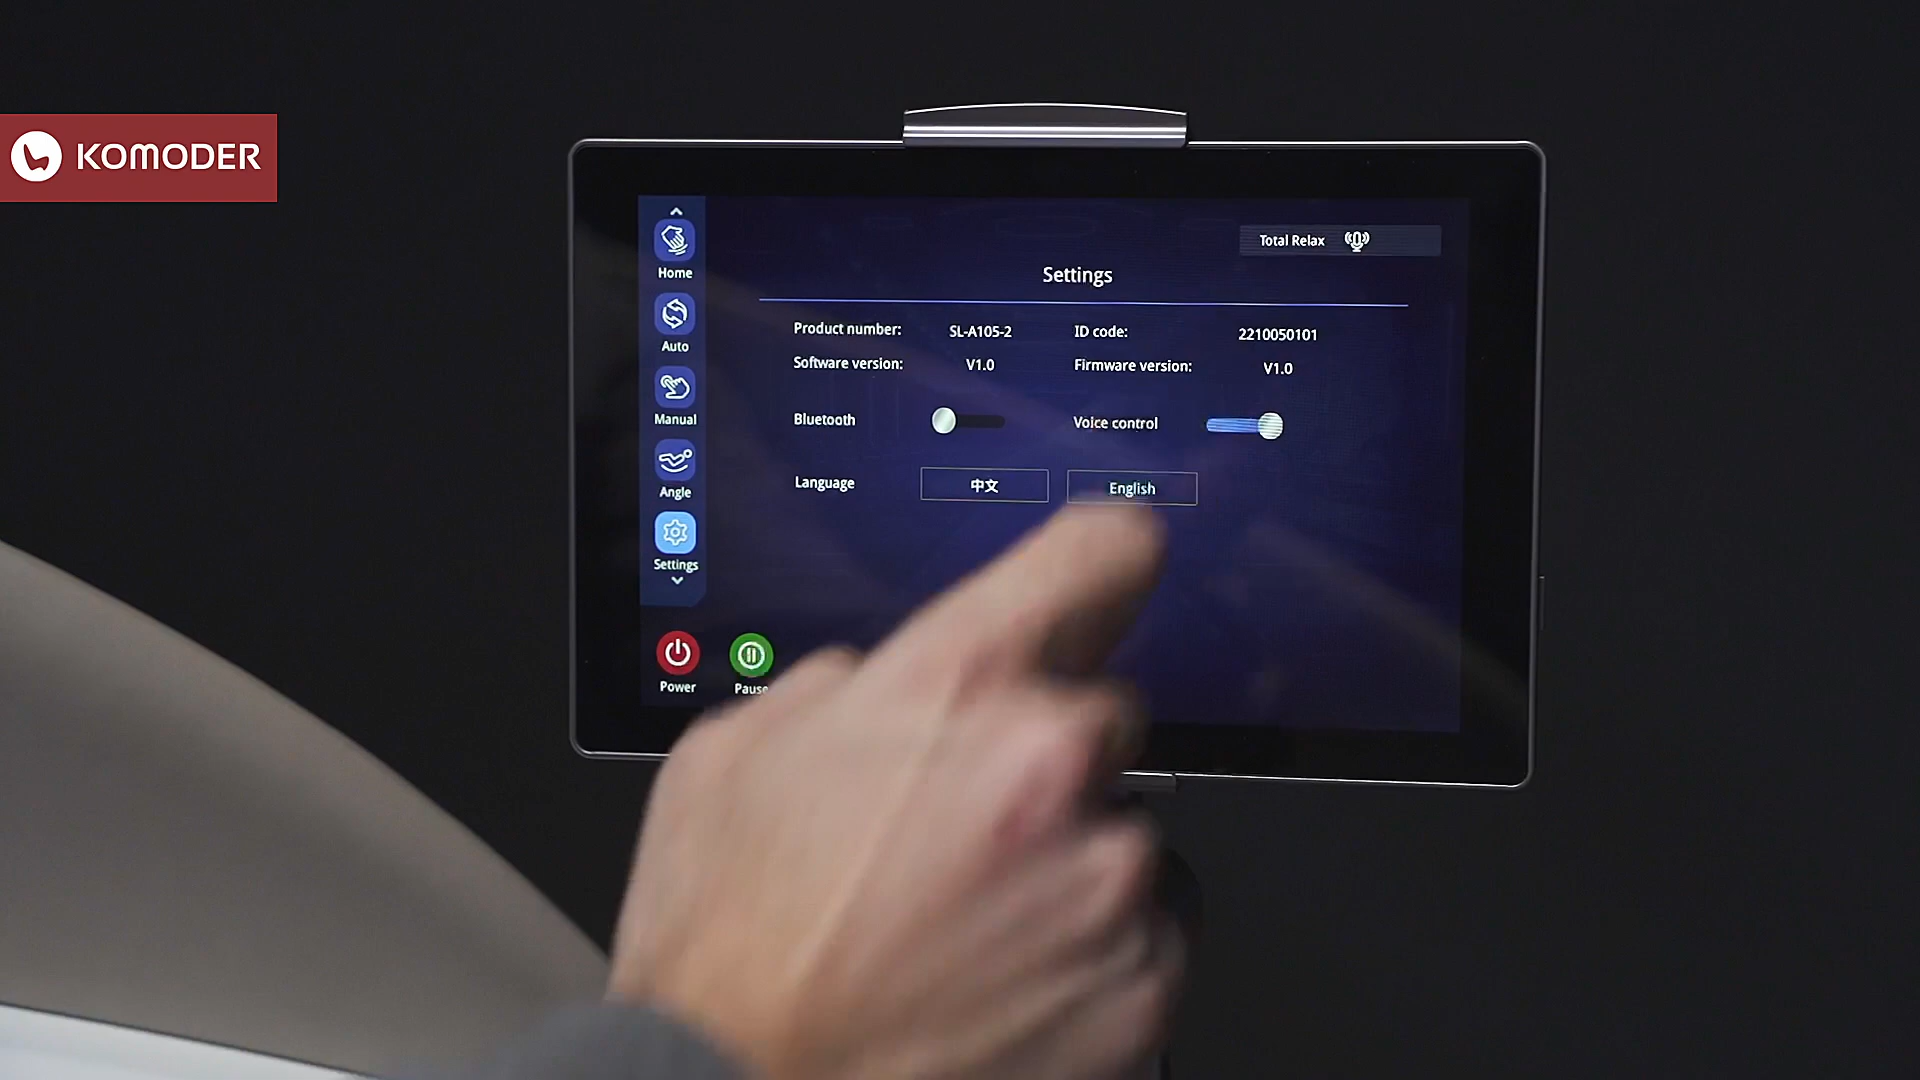 KOMODER
Total Relax
Settings
Home
Auto
Manual
Angle
Settings
Product number: SL-A105-2 ID code: 2210050101
Software version: V1.0 Firmware version: V1.0
Bluetooth Voice control
Language 中文 English
Power Pause